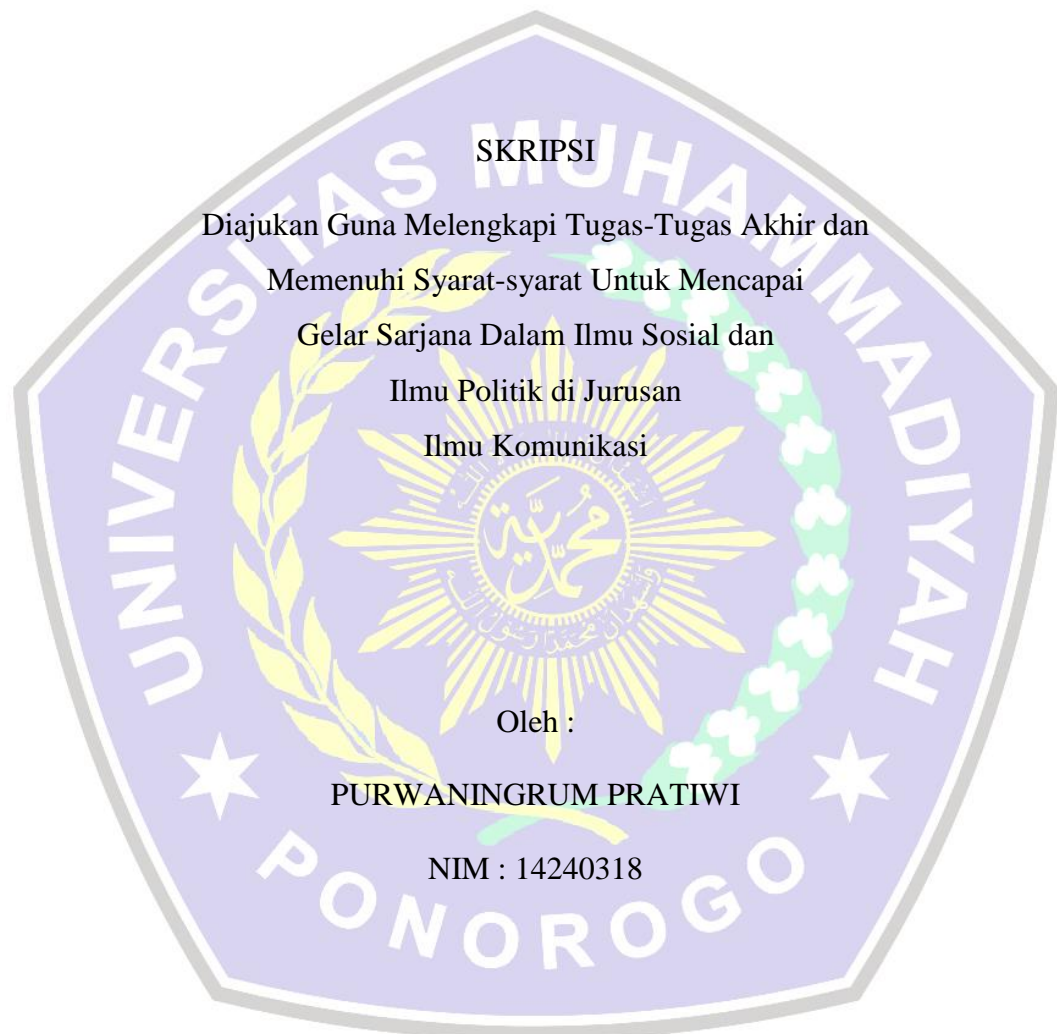 UNIVERSITAS MUHAMMADIYAH
PONOROGO
SKRIPSI
Diajukan Guna Melengkapi Tugas-Tugas Akhir dan
Memenuhi Syarat-syarat Untuk Mencapai
Gelar Sarjana Dalam Ilmu Sosial dan
Ilmu Politik di Jurusan
Ilmu Komunikasi
محمدية
Oleh :
PURWANINGRUM PRATIWI
NIM : 14240318